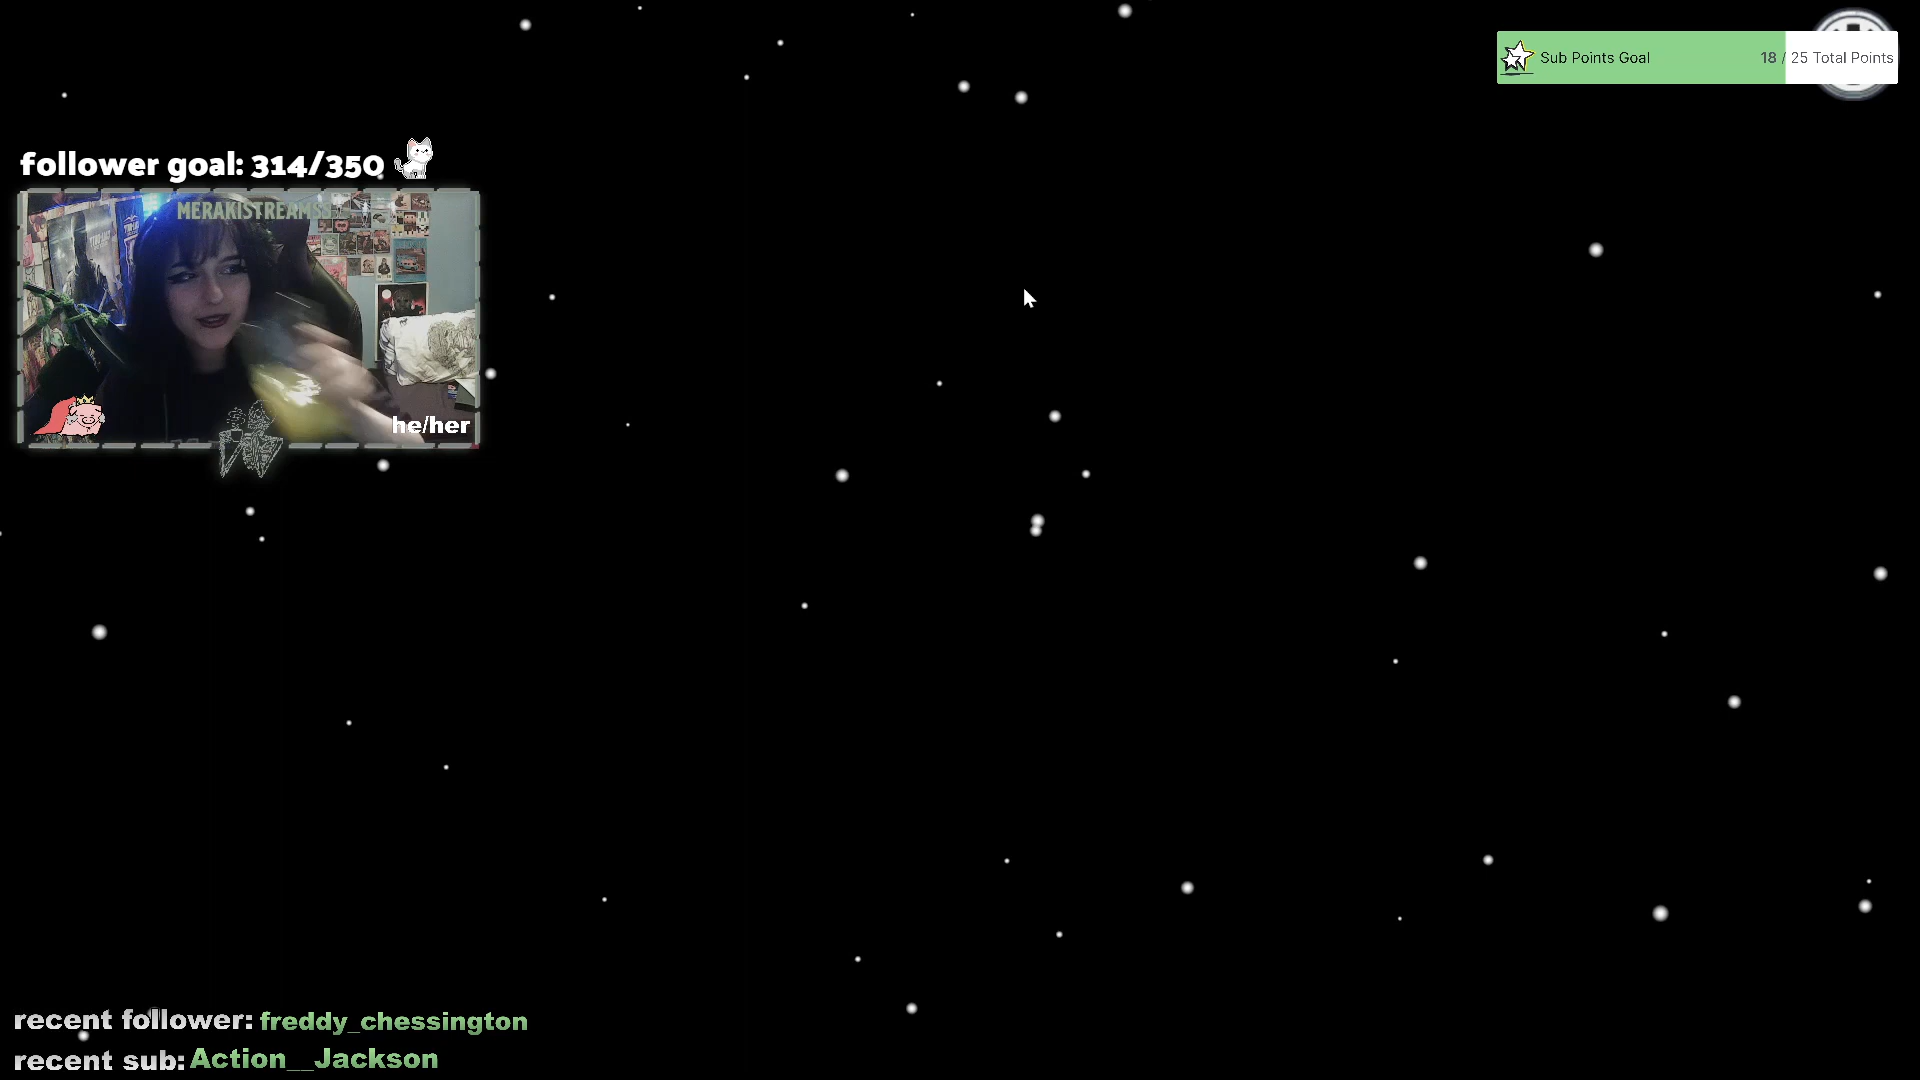 Sub Points Goal 18 / 25 Total Points
follower goal: 314/350
MERAKISTREAMSS
he/her
recent follower: freddy_chessington
recent sub: Action__Jackson